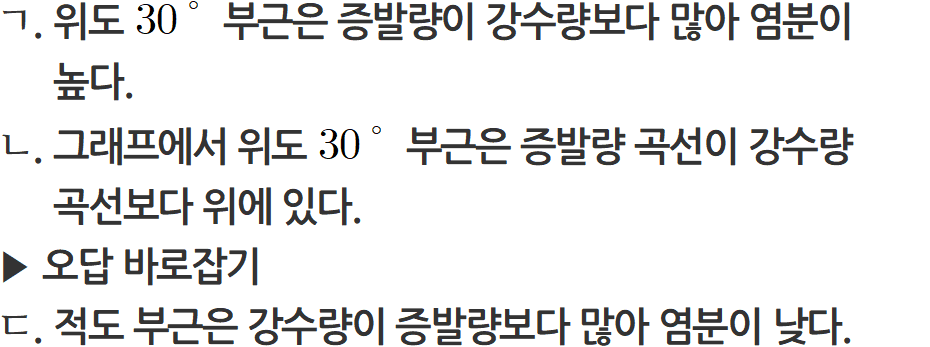 ㄱ. 위도 30° 부근은 증발량이 강수량보다 많아 염분이
높다.
ㄴ. 그래프에서 위도 30° 부근은 증발량 곡선이 강수량
곡선보다 위에 있다.
▶ 오답 바로잡기
ㄷ. 적도 부근은 강수량이 증발량보다 많아 염분이 낮다.